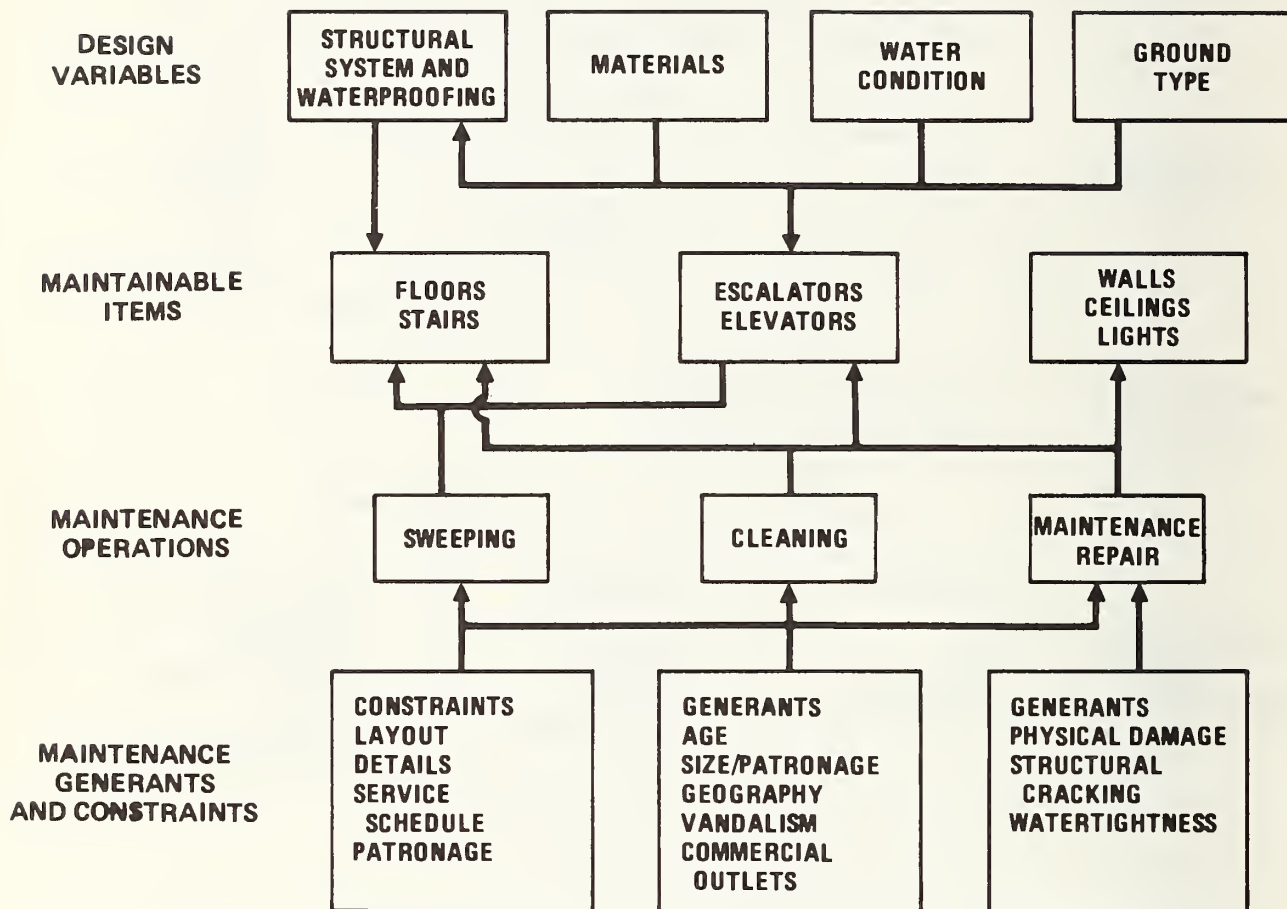 DESIGN
VARIABLES
STRUCTURAL
SYSTEM AND
WATERPROOFING
MATERIALS
WATER
CONDITION
GROUND
TYPE
MAINTAINABLE
ITEMS
FLOORS
STAIRS
ESCALATORS
ELEVATORS
WALLS
CEILINGS
LIGHTS
MAINTENANCE
OPERATIONS
SWEEPING
CLEANING
MAINTENANCE
REPAIR
MAINTENANCE
GENERANTS
AND CONSTRAINTS
CONSTRAINTS
LAYOUT
DETAILS
SERVICE
SCHEDULE
PATRONAGE
GENERANTS
AGE
SIZE/PATRONAGE
GEOGRAPHY
VANDALISM
COMMERCIAL
OUTLETS
GENERANTS
PHYSICAL DAMAGE
STRUCTURAL
CRACKING
WATERTIGHTNESS